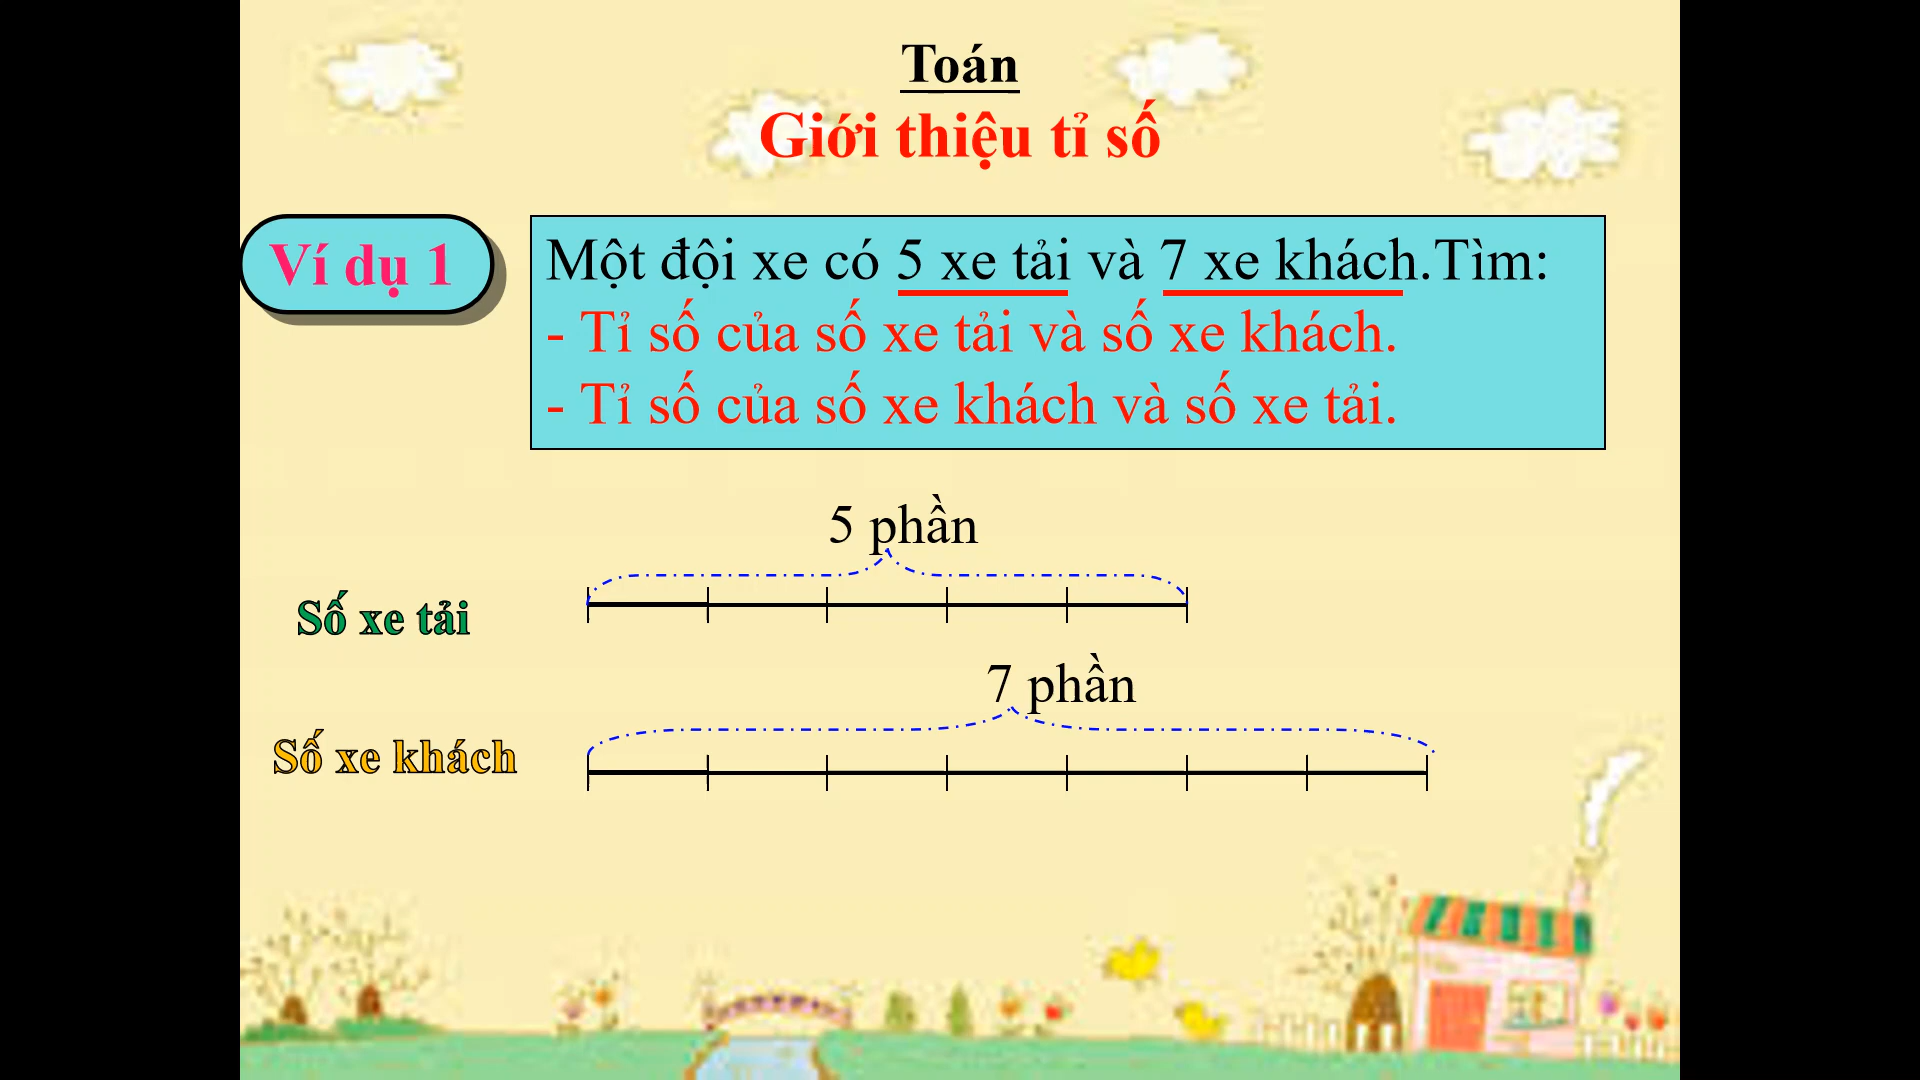 Toán
Giới thiệu tỉ số
Ví dụ 1
Một đội xe có 5 xe tải và 7 xe khách.Tìm:
- Tỉ số của số xe tải và số xe khách.
- Tỉ số của số xe khách và số xe tải.
5 phần
Số xe tải
7 phần
Số xe khách